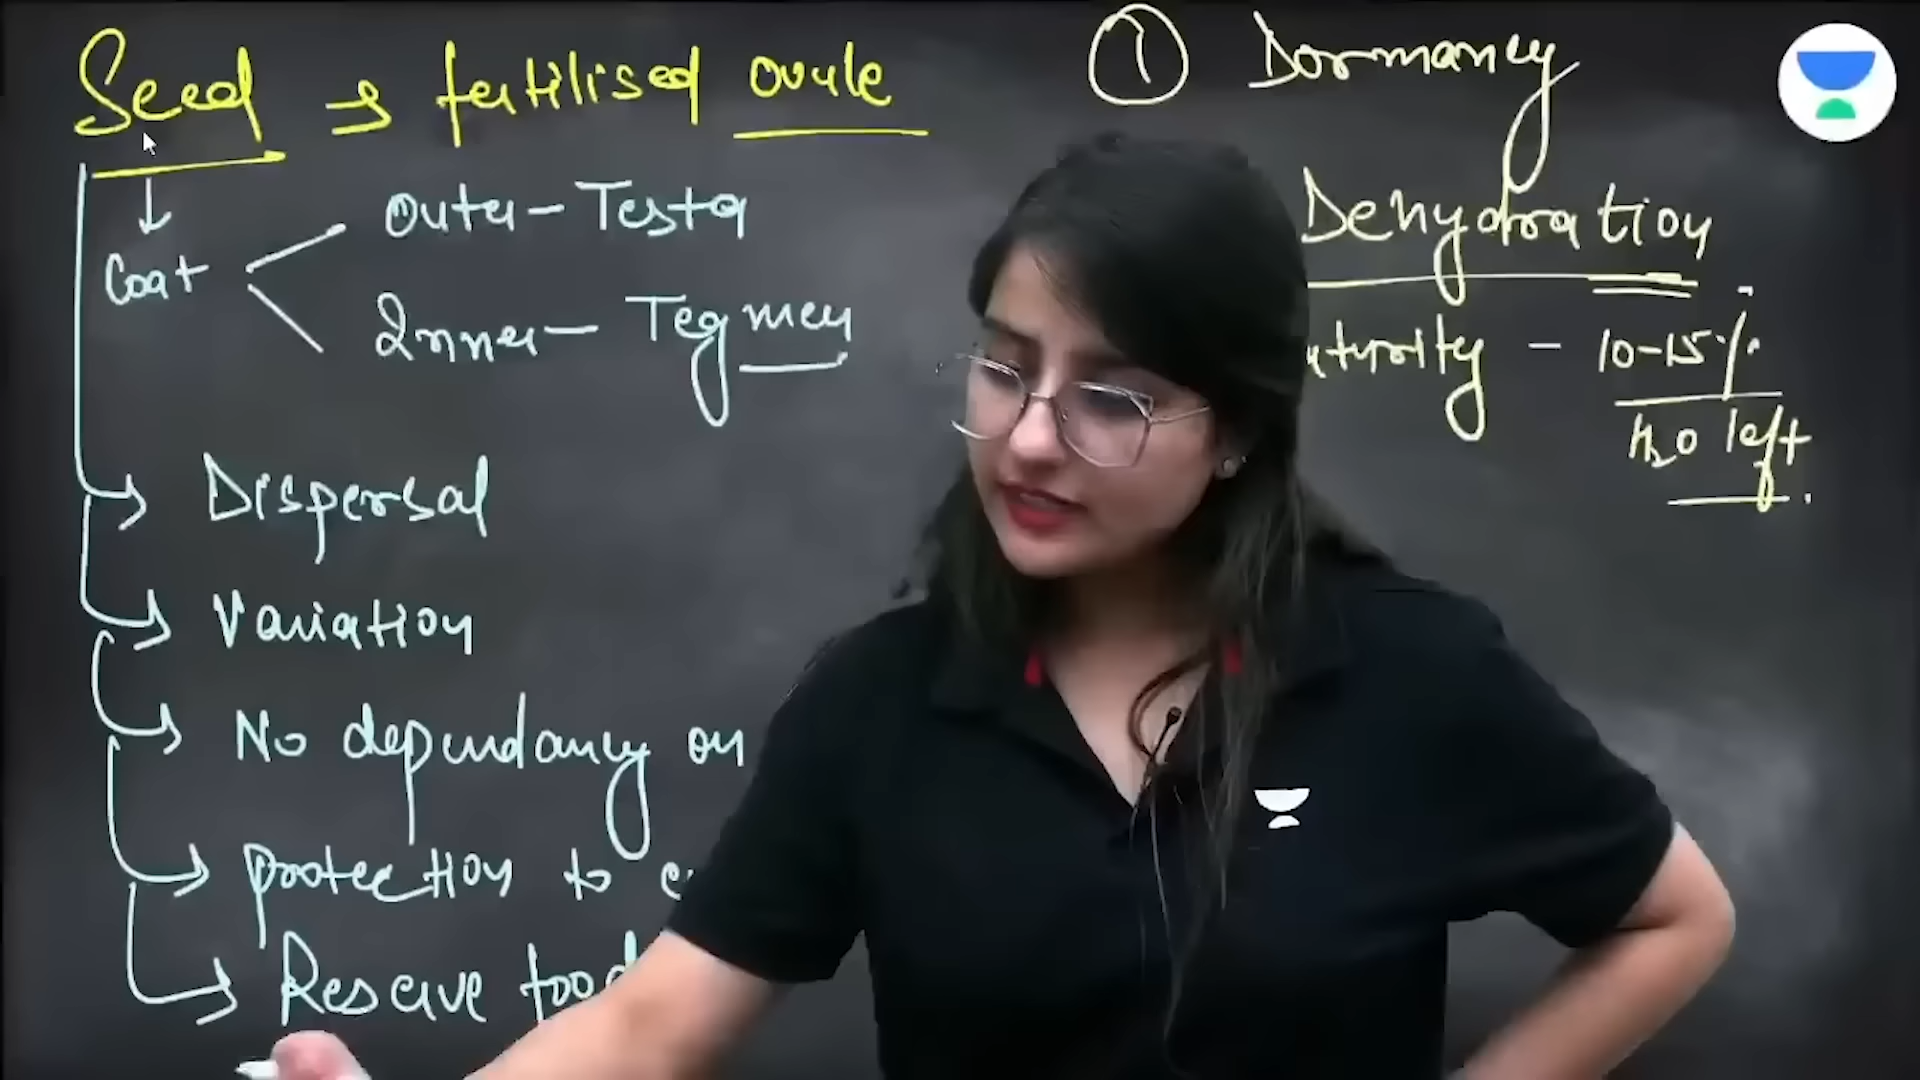 Seed → fertilised ovule
Coat
Outer - Testa
Inner - Tegmen
→ Dispersal
→ Variation
→ No dependancy on
→ protection to
→ Reserve food
① Dormancy
Dehydration
10-15%
H2O left.